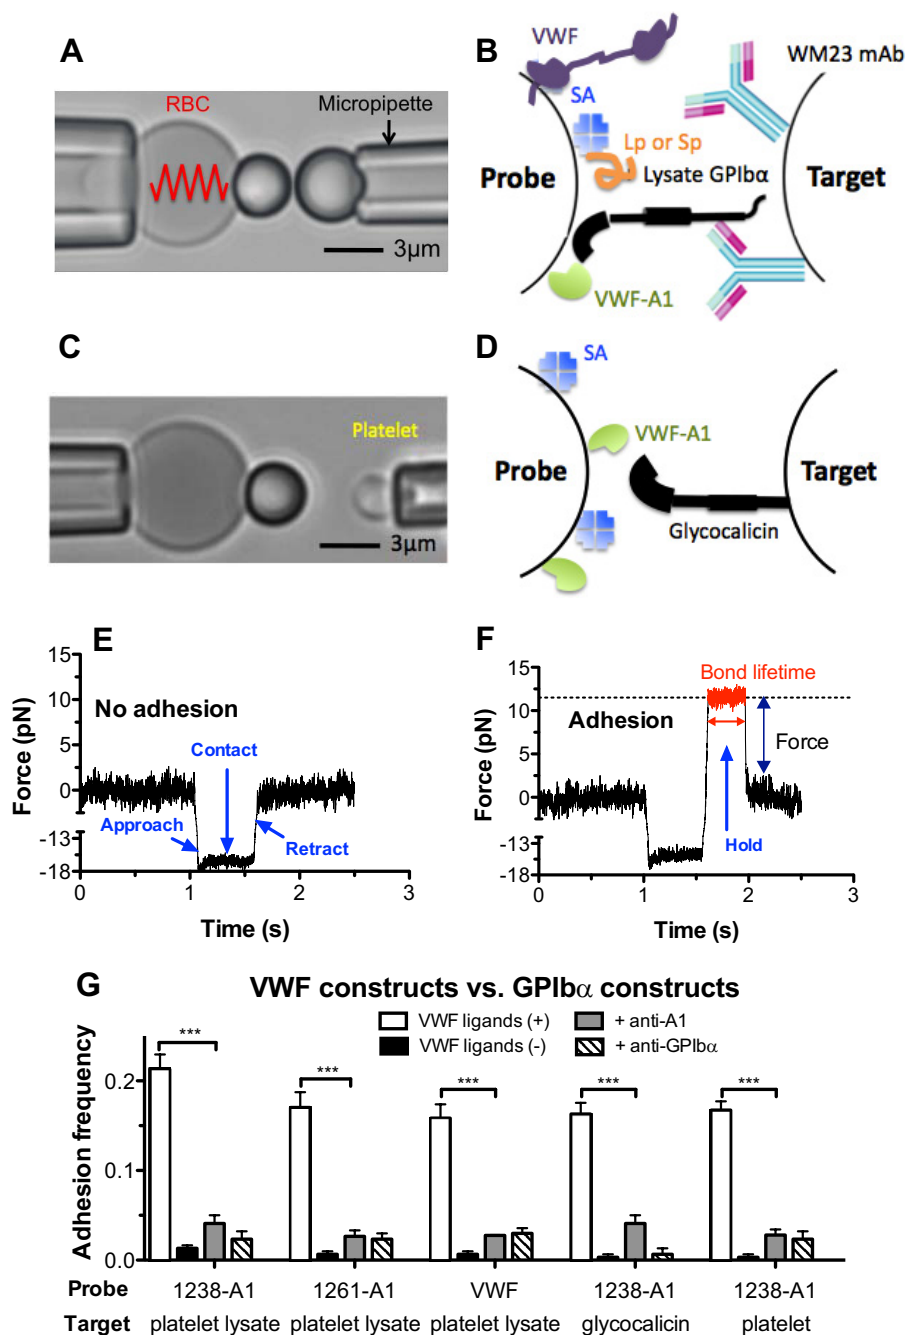 A
RBC
Micropipette
3μm
B
VWF
WM23 mAb
SA
Lp or Sp
Lysate GPIbα
Probe
Target
VWF-A1
C
Platelet
3μm
D
SA
VWF-A1
Probe
Target
Glycocalicin
E
15
10
5
0
-13
-18
Force (pN)
No adhesion
Contact
Approach
Retract
0 1 2 3
Time (s)
F
15
10
5
0
-13
-18
Force (pN)
Bond lifetime
Adhesion
Force
Hold
0 1 2 3
Time (s)
G
VWF constructs vs. GPIbα constructs
VWF ligands (+)
+ anti-A1
VWF ligands (-)
+ anti-GPIbα
*** *** *** *** ***
Adhesion frequency
0.2
0.1
0.0
Probe 1238-A1 1261-A1 VWF 1238-A1 1238-A1
Target platelet lysate platelet lysate platelet lysate glycocalicin platelet